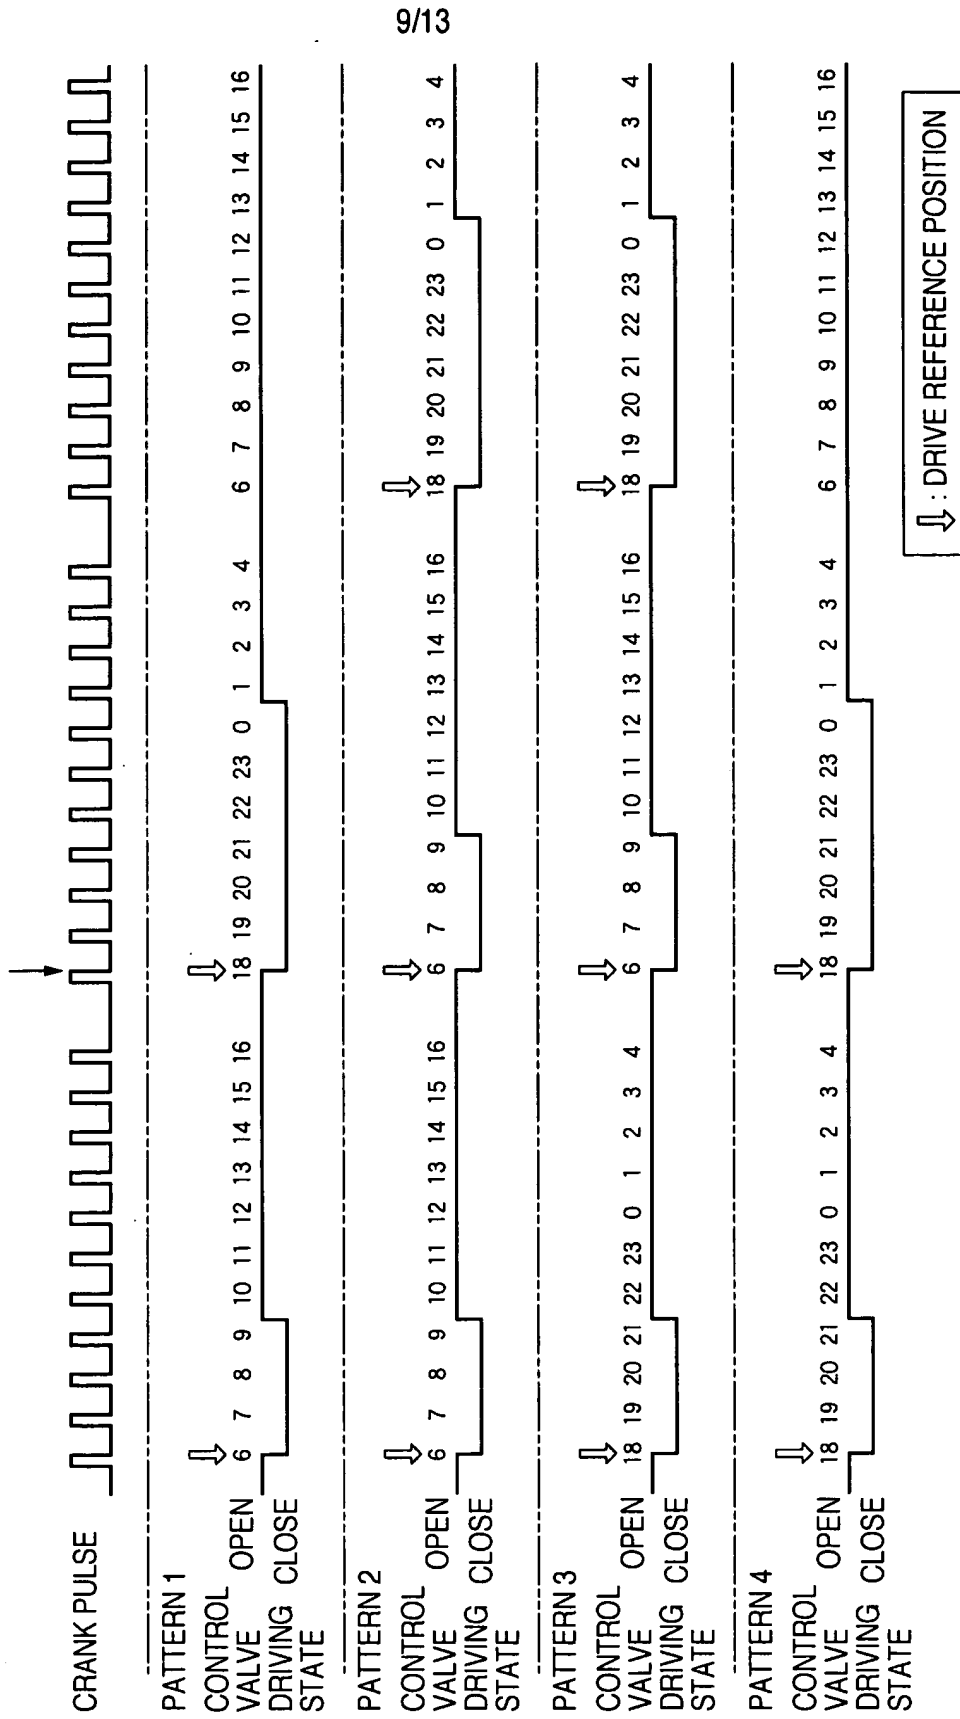 9/13
CRANK PULSE
PATTERN 1
CONTROL VALVE DRIVING STATE
OPEN
CLOSE
6 7 8 9 10 11 12 13 14 15 16 18 19 20 21 22 23 0 1 2 3 4 6 7 8 9 10 11 12 13 14 15 16
PATTERN 2
CONTROL VALVE DRIVING STATE
OPEN
CLOSE
6 7 8 9 10 11 12 13 14 15 16 6 7 8 9 10 11 12 13 14 15 16 18 19 20 21 22 23 0 1 2 3 4
PATTERN 3
CONTROL VALVE DRIVING STATE
OPEN
CLOSE
18 19 20 21 22 23 0 1 2 3 4 6 7 8 9 10 11 12 13 14 15 16 18 19 20 21 22 23 0 1 2 3 4
PATTERN 4
CONTROL VALVE DRIVING STATE
OPEN
CLOSE
18 19 20 21 22 23 0 1 2 3 4 18 19 20 21 22 23 0 1 2 3 4 6 7 8 9 10 11 12 13 14 15 16
: DRIVE REFERENCE POSITION